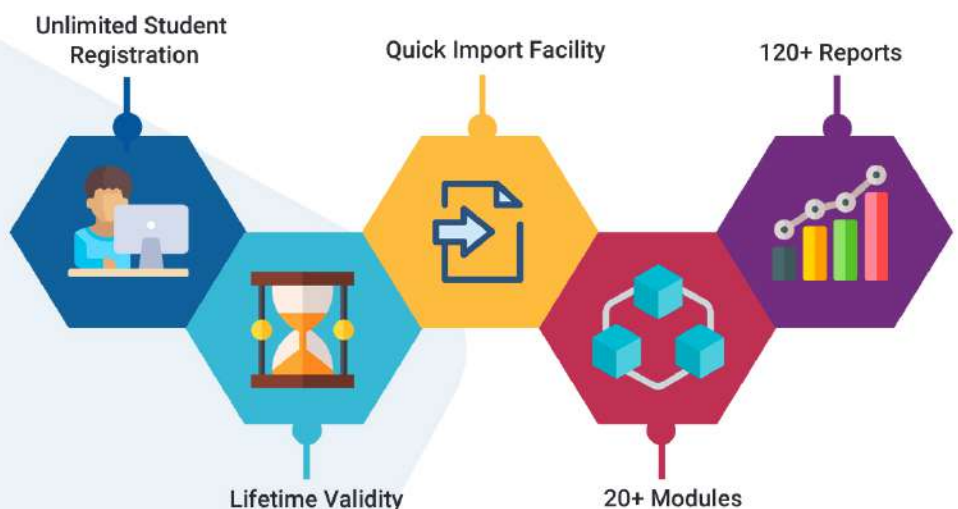 Unlimited Student
Registration
Quick Import Facility
120+ Reports
Lifetime Validity
20+ Modules